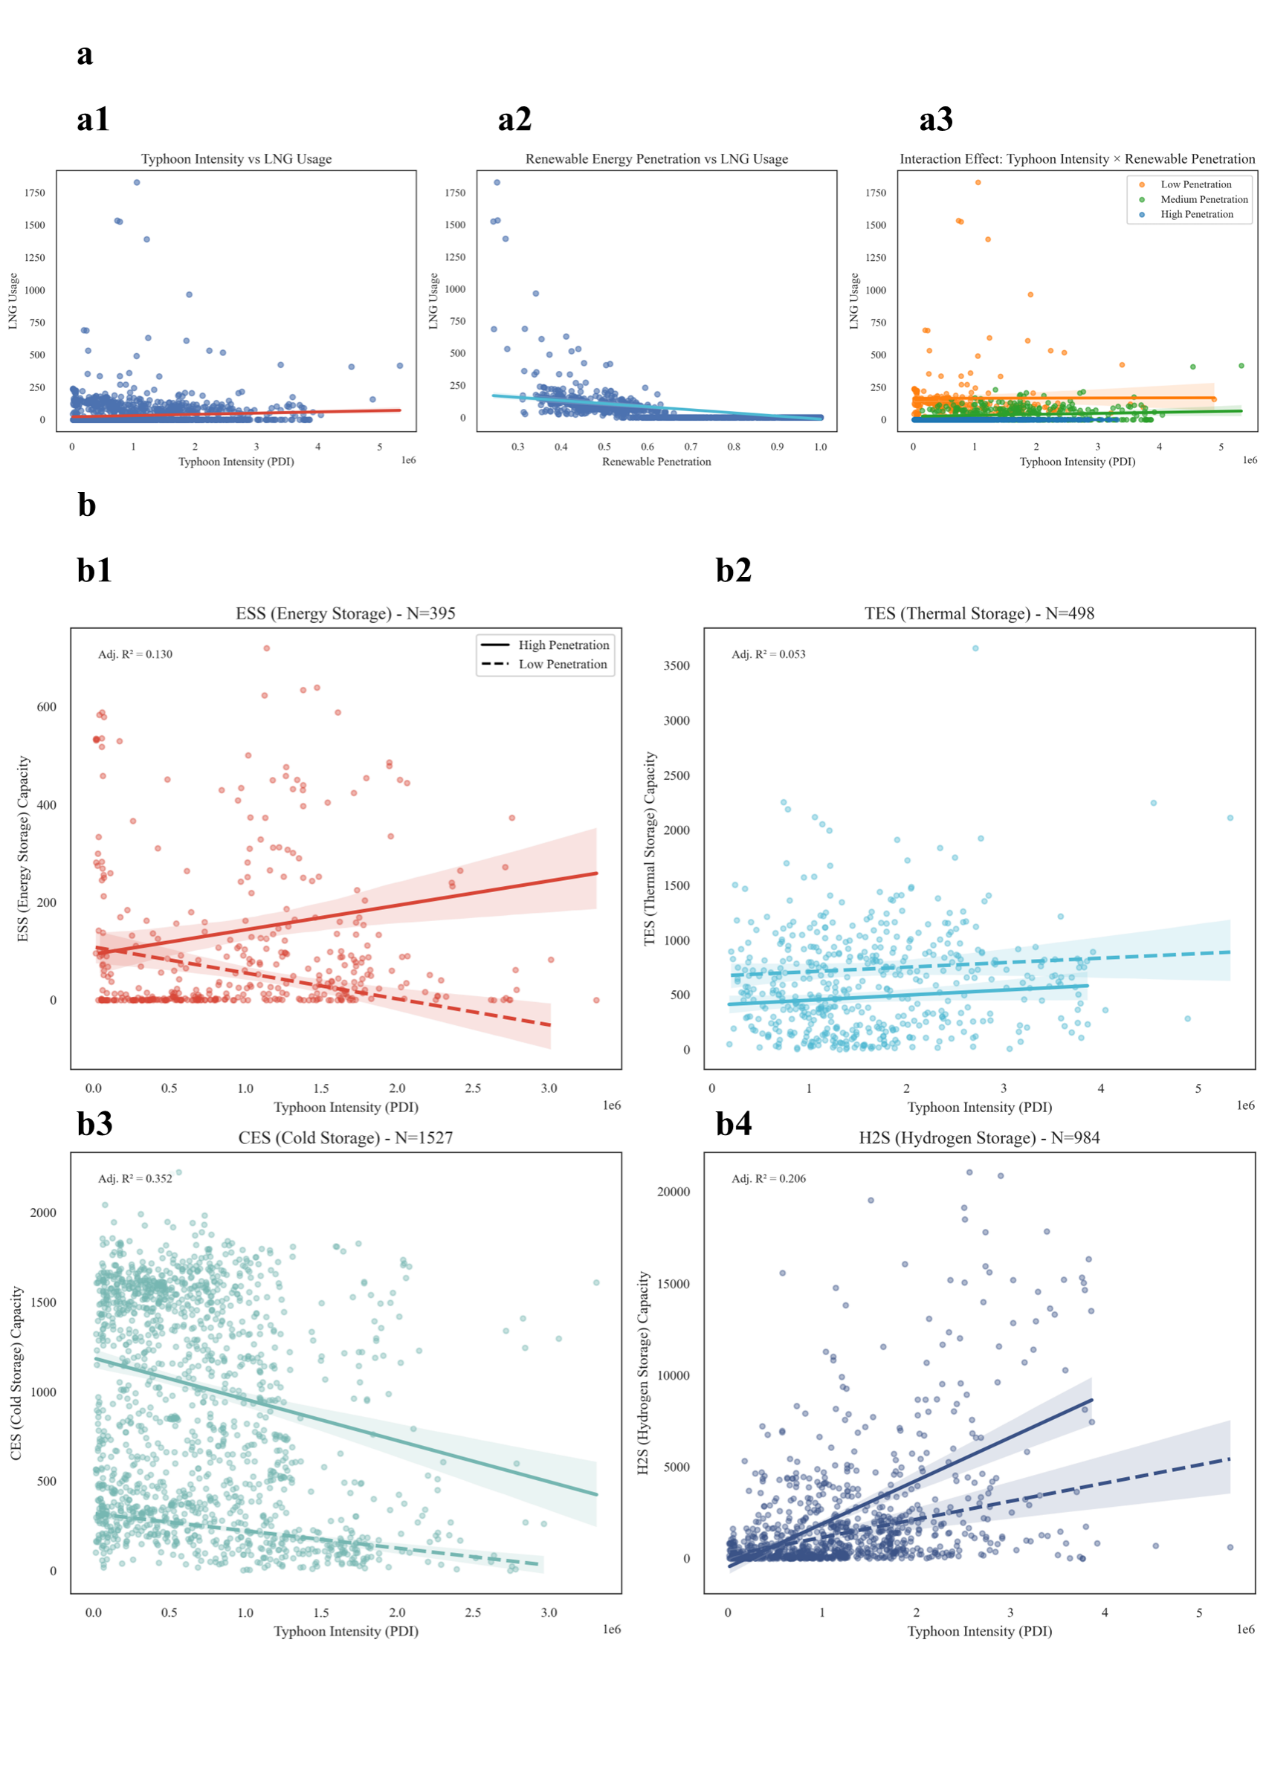 a
a1
a2
a3
Typhoon Intensity vs LNG Usage
LNG Usage
1750
1500
1250
1000
750
500
250
0
0 1 2 3 4 5
1e6
Typhoon Intensity (PDI)
Renewable Energy Penetration vs LNG Usage
LNG Usage
1750
1500
1250
1000
750
500
250
0
0.3 0.4 0.5 0.6 0.7 0.8 0.9 1.0
Renewable Penetration
Interaction Effect: Typhoon Intensity × Renewable Penetration
Low Penetration
Medium Penetration
High Penetration
LNG Usage
1750
1500
1250
1000
750
500
250
0
0 1 2 3 4 5
1e6
Typhoon Intensity (PDI)
b
b1
b2
ESS (Energy Storage) - N=395
Adj. R² = 0.130
High Penetration
Low Penetration
ESS (Energy Storage) Capacity
600
400
200
0
0.0 0.5 1.0 1.5 2.0 2.5 3.0
1e6
Typhoon Intensity (PDI)
TES (Thermal Storage) - N=498
Adj. R² = 0.053
TES (Thermal Storage) Capacity
3500
3000
2500
2000
1500
1000
500
0
0 1 2 3 4 5
1e6
Typhoon Intensity (PDI)
b3
b4
CES (Cold Storage) - N=1527
Adj. R² = 0.352
CES (Cold Storage) Capacity
2000
1500
1000
500
0
0.0 0.5 1.0 1.5 2.0 2.5 3.0
1e6
Typhoon Intensity (PDI)
H2S (Hydrogen Storage) - N=984
Adj. R² = 0.206
H2S (Hydrogen Storage) Capacity
20000
15000
10000
5000
0
0 1 2 3 4 5
1e6
Typhoon Intensity (PDI)